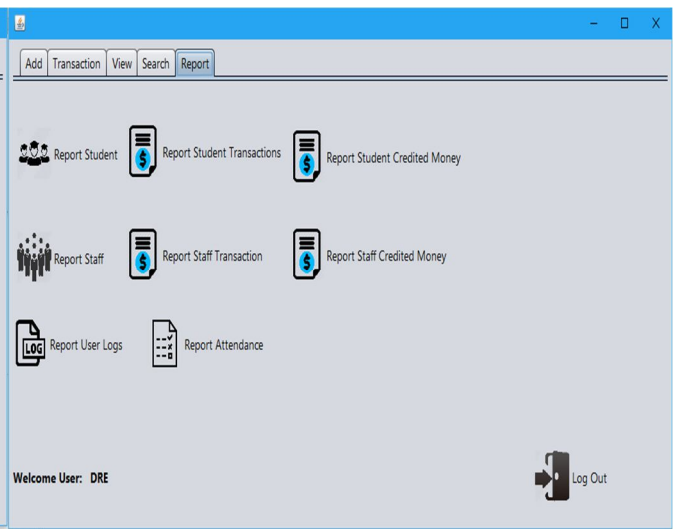 Add Transaction View Search Report
Report Student Report Student Transactions Report Student Credited Money
Report Staff Report Staff Transaction Report Staff Credited Money
LOG Report User Logs Report Attendance
Welcome User: DRE Log Out